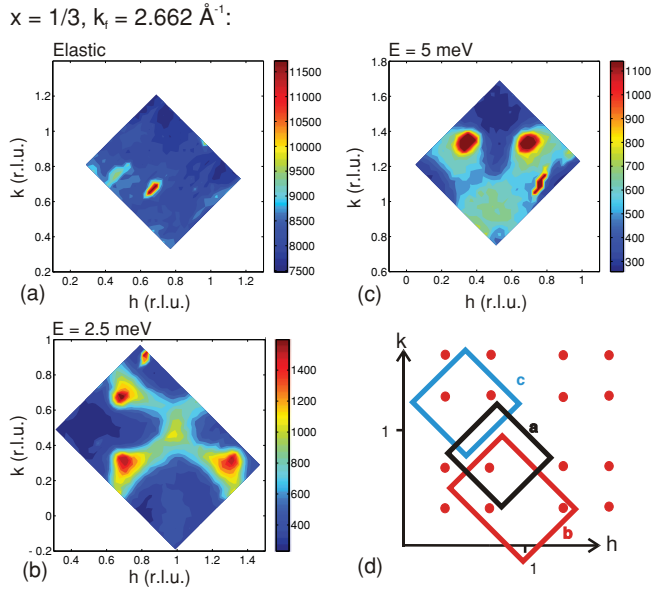 x = 1/3, k_f = 2.662 Å⁻¹:
Elastic
1.4
1.2
1
0.8
0.6
0.4
0.2
k (r.l.u.)
0.4 0.6 0.8 1 1.2
h (r.l.u.)
11500
11000
10500
10000
9500
9000
8500
8000
7500
(a)
E = 5 meV
1.8
1.6
1.4
1.2
1
0.8
0.6
k (r.l.u.)
0 0.2 0.4 0.6 0.8 1
h (r.l.u.)
1100
1000
900
800
700
600
500
400
300
(c)
E = 2.5 meV
1
0.8
0.6
0.4
0.2
0
- 0.2
k (r.l.u.)
0.4 0.6 0.8 1 1.2 1.4
h (r.l.u.)
1600
1400
1200
1000
800
600
400
(b)
k
c
a
1
b
h
1
(d)